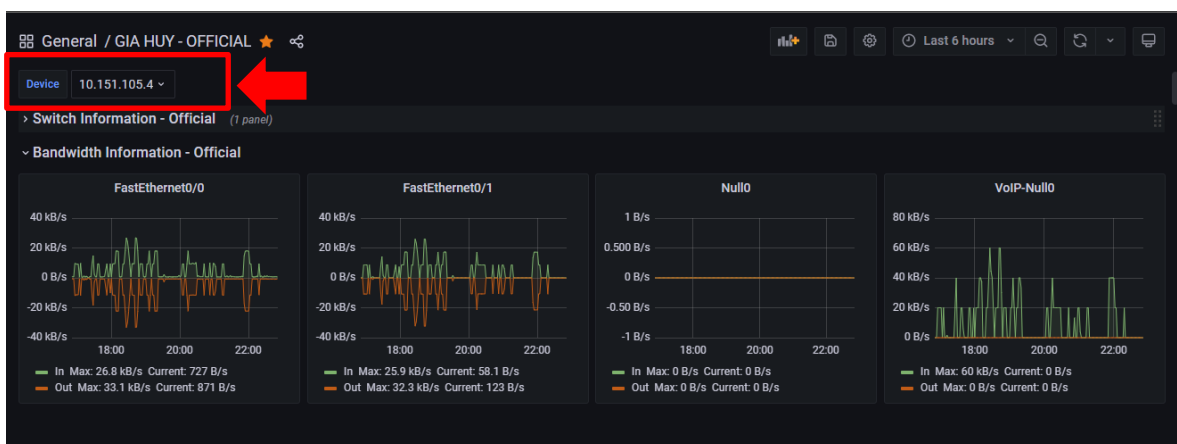 General / GIA HUY - OFFICIAL
Last 6 hours
Device 10.151.105.4
Switch Information - Official (1 panel)
Bandwidth Information - Official
FastEthernet0/0
40 kB/s
20 kB/s
0 B/s
-20 kB/s
-40 kB/s
18:00 20:00 22:00
In Max: 26.8 kB/s Current: 727 B/s
Out Max: 33.1 kB/s Current: 871 B/s
FastEthernet0/1
40 kB/s
20 kB/s
0 B/s
-20 kB/s
-40 kB/s
18:00 20:00 22:00
In Max: 25.9 kB/s Current: 58.1 B/s
Out Max: 32.3 kB/s Current: 123 B/s
Null0
1 B/s
0.500 B/s
0 B/s
-0.50 B/s
-1 B/s
18:00 20:00 22:00
In Max: 0 B/s Current: 0 B/s
Out Max: 0 B/s Current: 0 B/s
VoIP-Null0
80 kB/s
60 kB/s
40 kB/s
20 kB/s
0 B/s
18:00 20:00 22:00
In Max: 60 kB/s Current: 0 B/s
Out Max: 0 B/s Current: 0 B/s